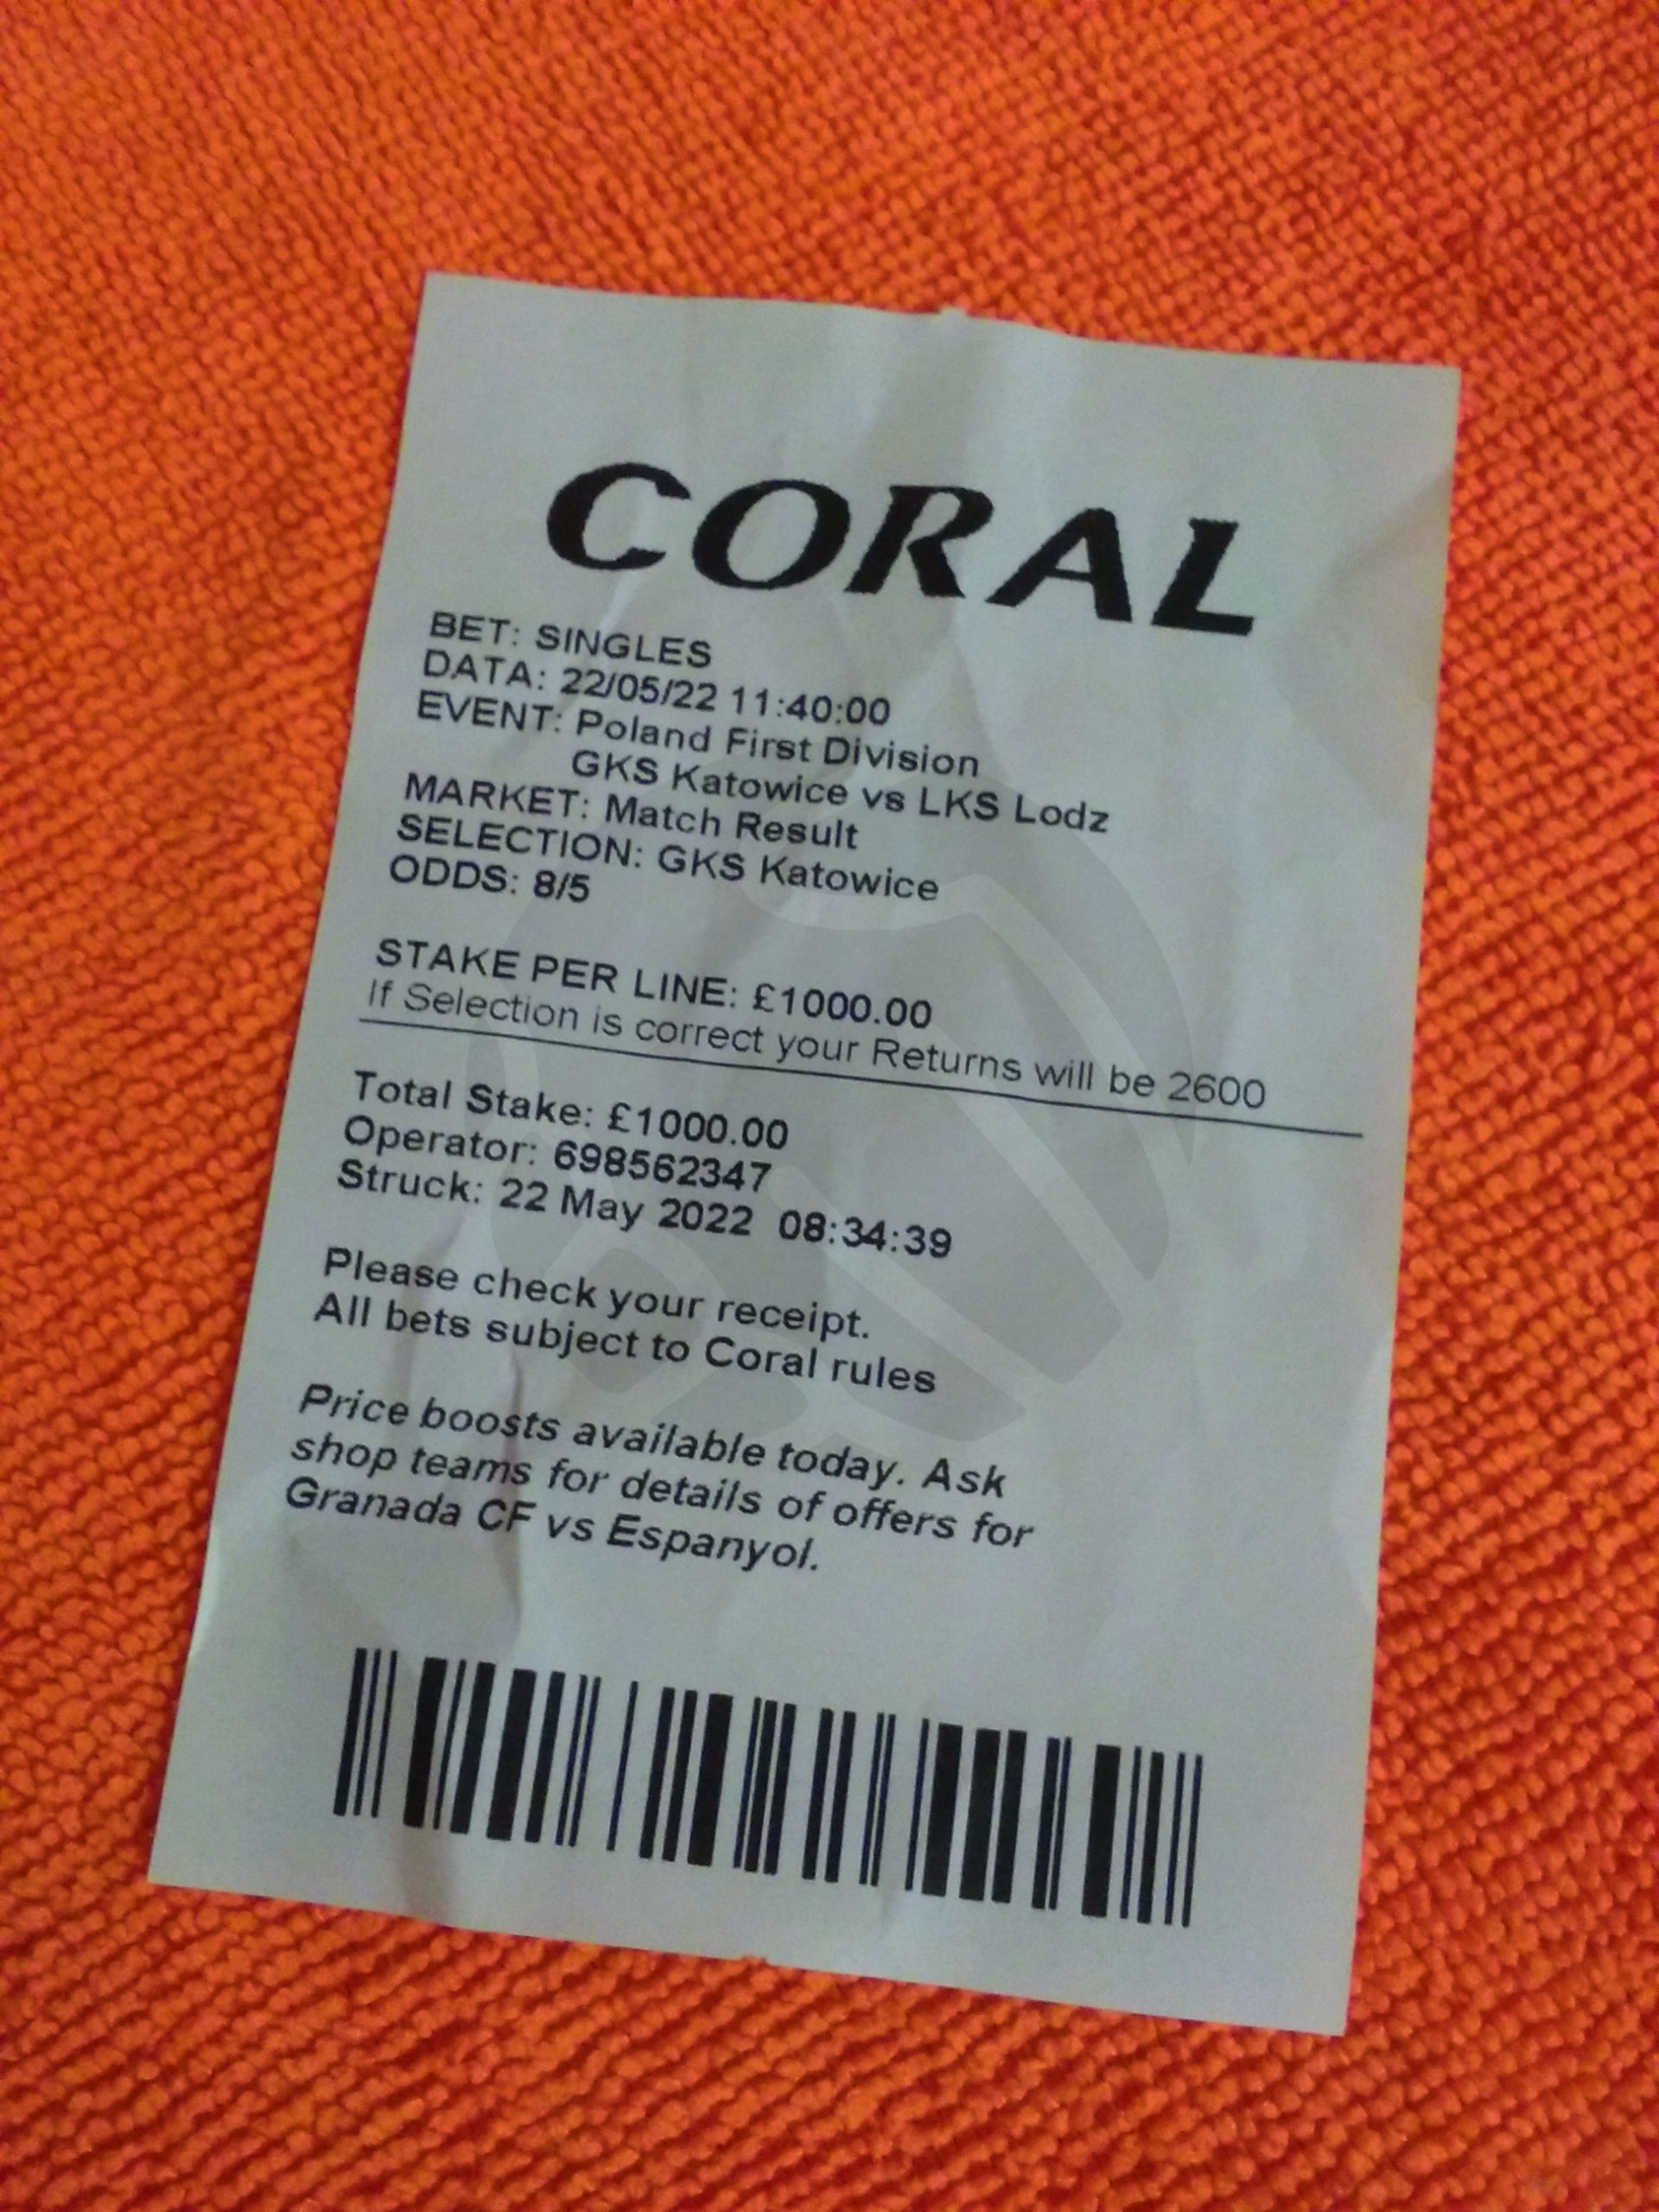 CORAL
BET: SINGLES
DATA: 22/05/22 11:40:00
EVENT: Poland First Division
GKS Katowice vs LKS Lodz
MARKET: Match Result
SELECTION: GKS Katowice
ODDS: 8/5
STAKE PER LINE: £1000.00
If Selection is correct your Returns will be 2600
Total Stake: £1000.00
Operator: 698562347
Struck: 22 May 2022 08:34:39
Please check your receipt.
All bets subject to Coral rules
Price boosts available today. Ask
shop teams for details of offers for
Granada CF vs Espanyol.